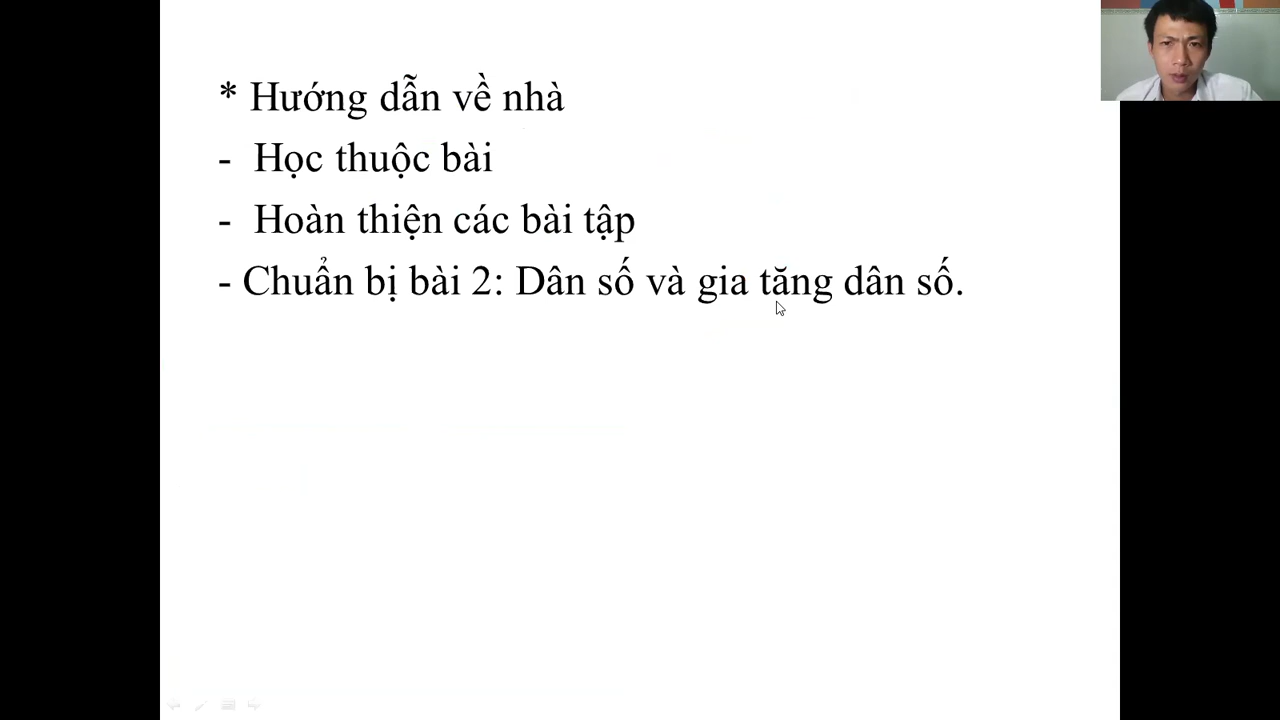 * Hướng dẫn về nhà
- Học thuộc bài
- Hoàn thiện các bài tập
- Chuẩn bị bài 2: Dân số và gia tăng dân số.